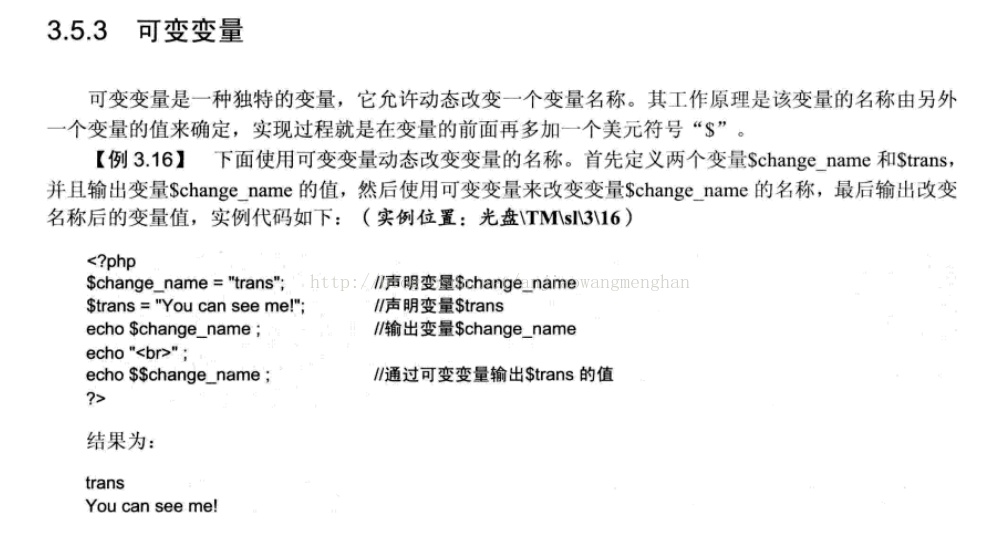 3.5.3 可变变量
可变变量是一种独特的变量，它允许动态改变一个变量名称。其工作原理是该变量的名称由另外
一个变量的值来确定，实现过程就是在变量的前面再多加一个美元符号“$”。
【例 3.16】 下面使用可变变量动态改变变量的名称。首先定义两个变量$change_name 和$trans，
并且输出变量$change_name 的值，然后使用可变变量来改变变量$change_name 的名称，最后输出改变
名称后的变量值，实例代码如下：（实例位置：光盘\TM\sl\3\16）
<?php
$change_name = "trans"; //声明变量$change_name
$trans = "You can see me!"; //声明变量$trans
echo $change_name ; //输出变量$change_name
echo "<br>" ;
echo $$change_name ; //通过可变变量输出$trans 的值
?>
结果为：
trans
You can see me!